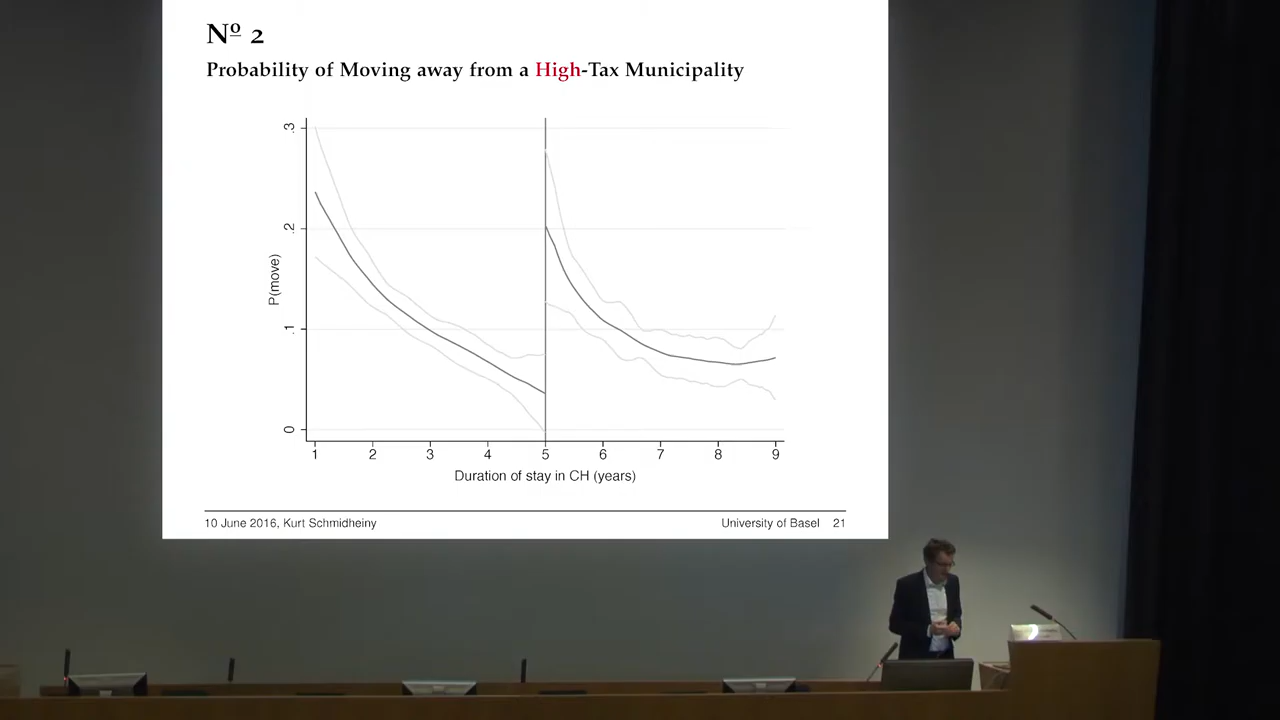 Nº 2
Probability of Moving away from a High-Tax Municipality
.3
.2
.1
0
P(move)
1 2 3 4 5 6 7 8 9
Duration of stay in CH (years)
10 June 2016, Kurt Schmidheiny
University of Basel 21